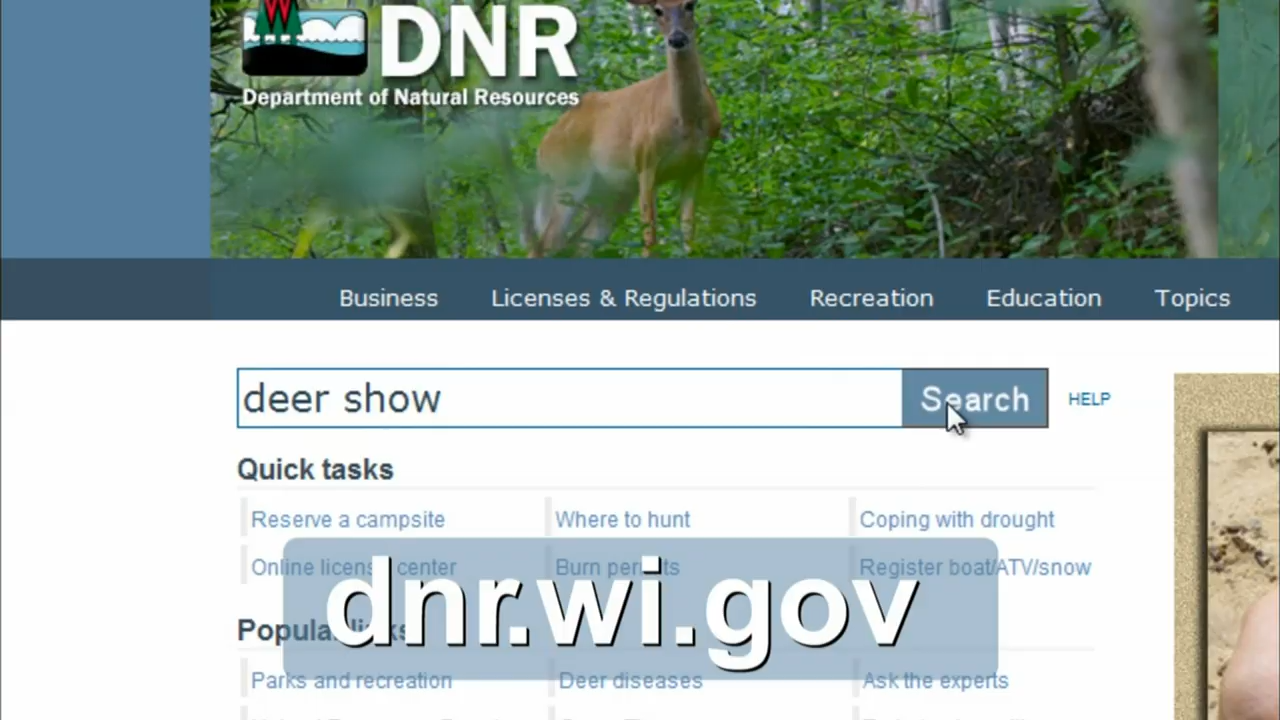 W
DNR
Department of Natural Resources
Business Licenses & Regulations Recreation Education Topics
deer show Search HELP
Quick tasks
Reserve a campsite Where to hunt Coping with drought
Online license center Burn permits Register boat/ATV/snow
dnr.wi.gov
Popular links
Parks and recreation Deer diseases Ask the experts